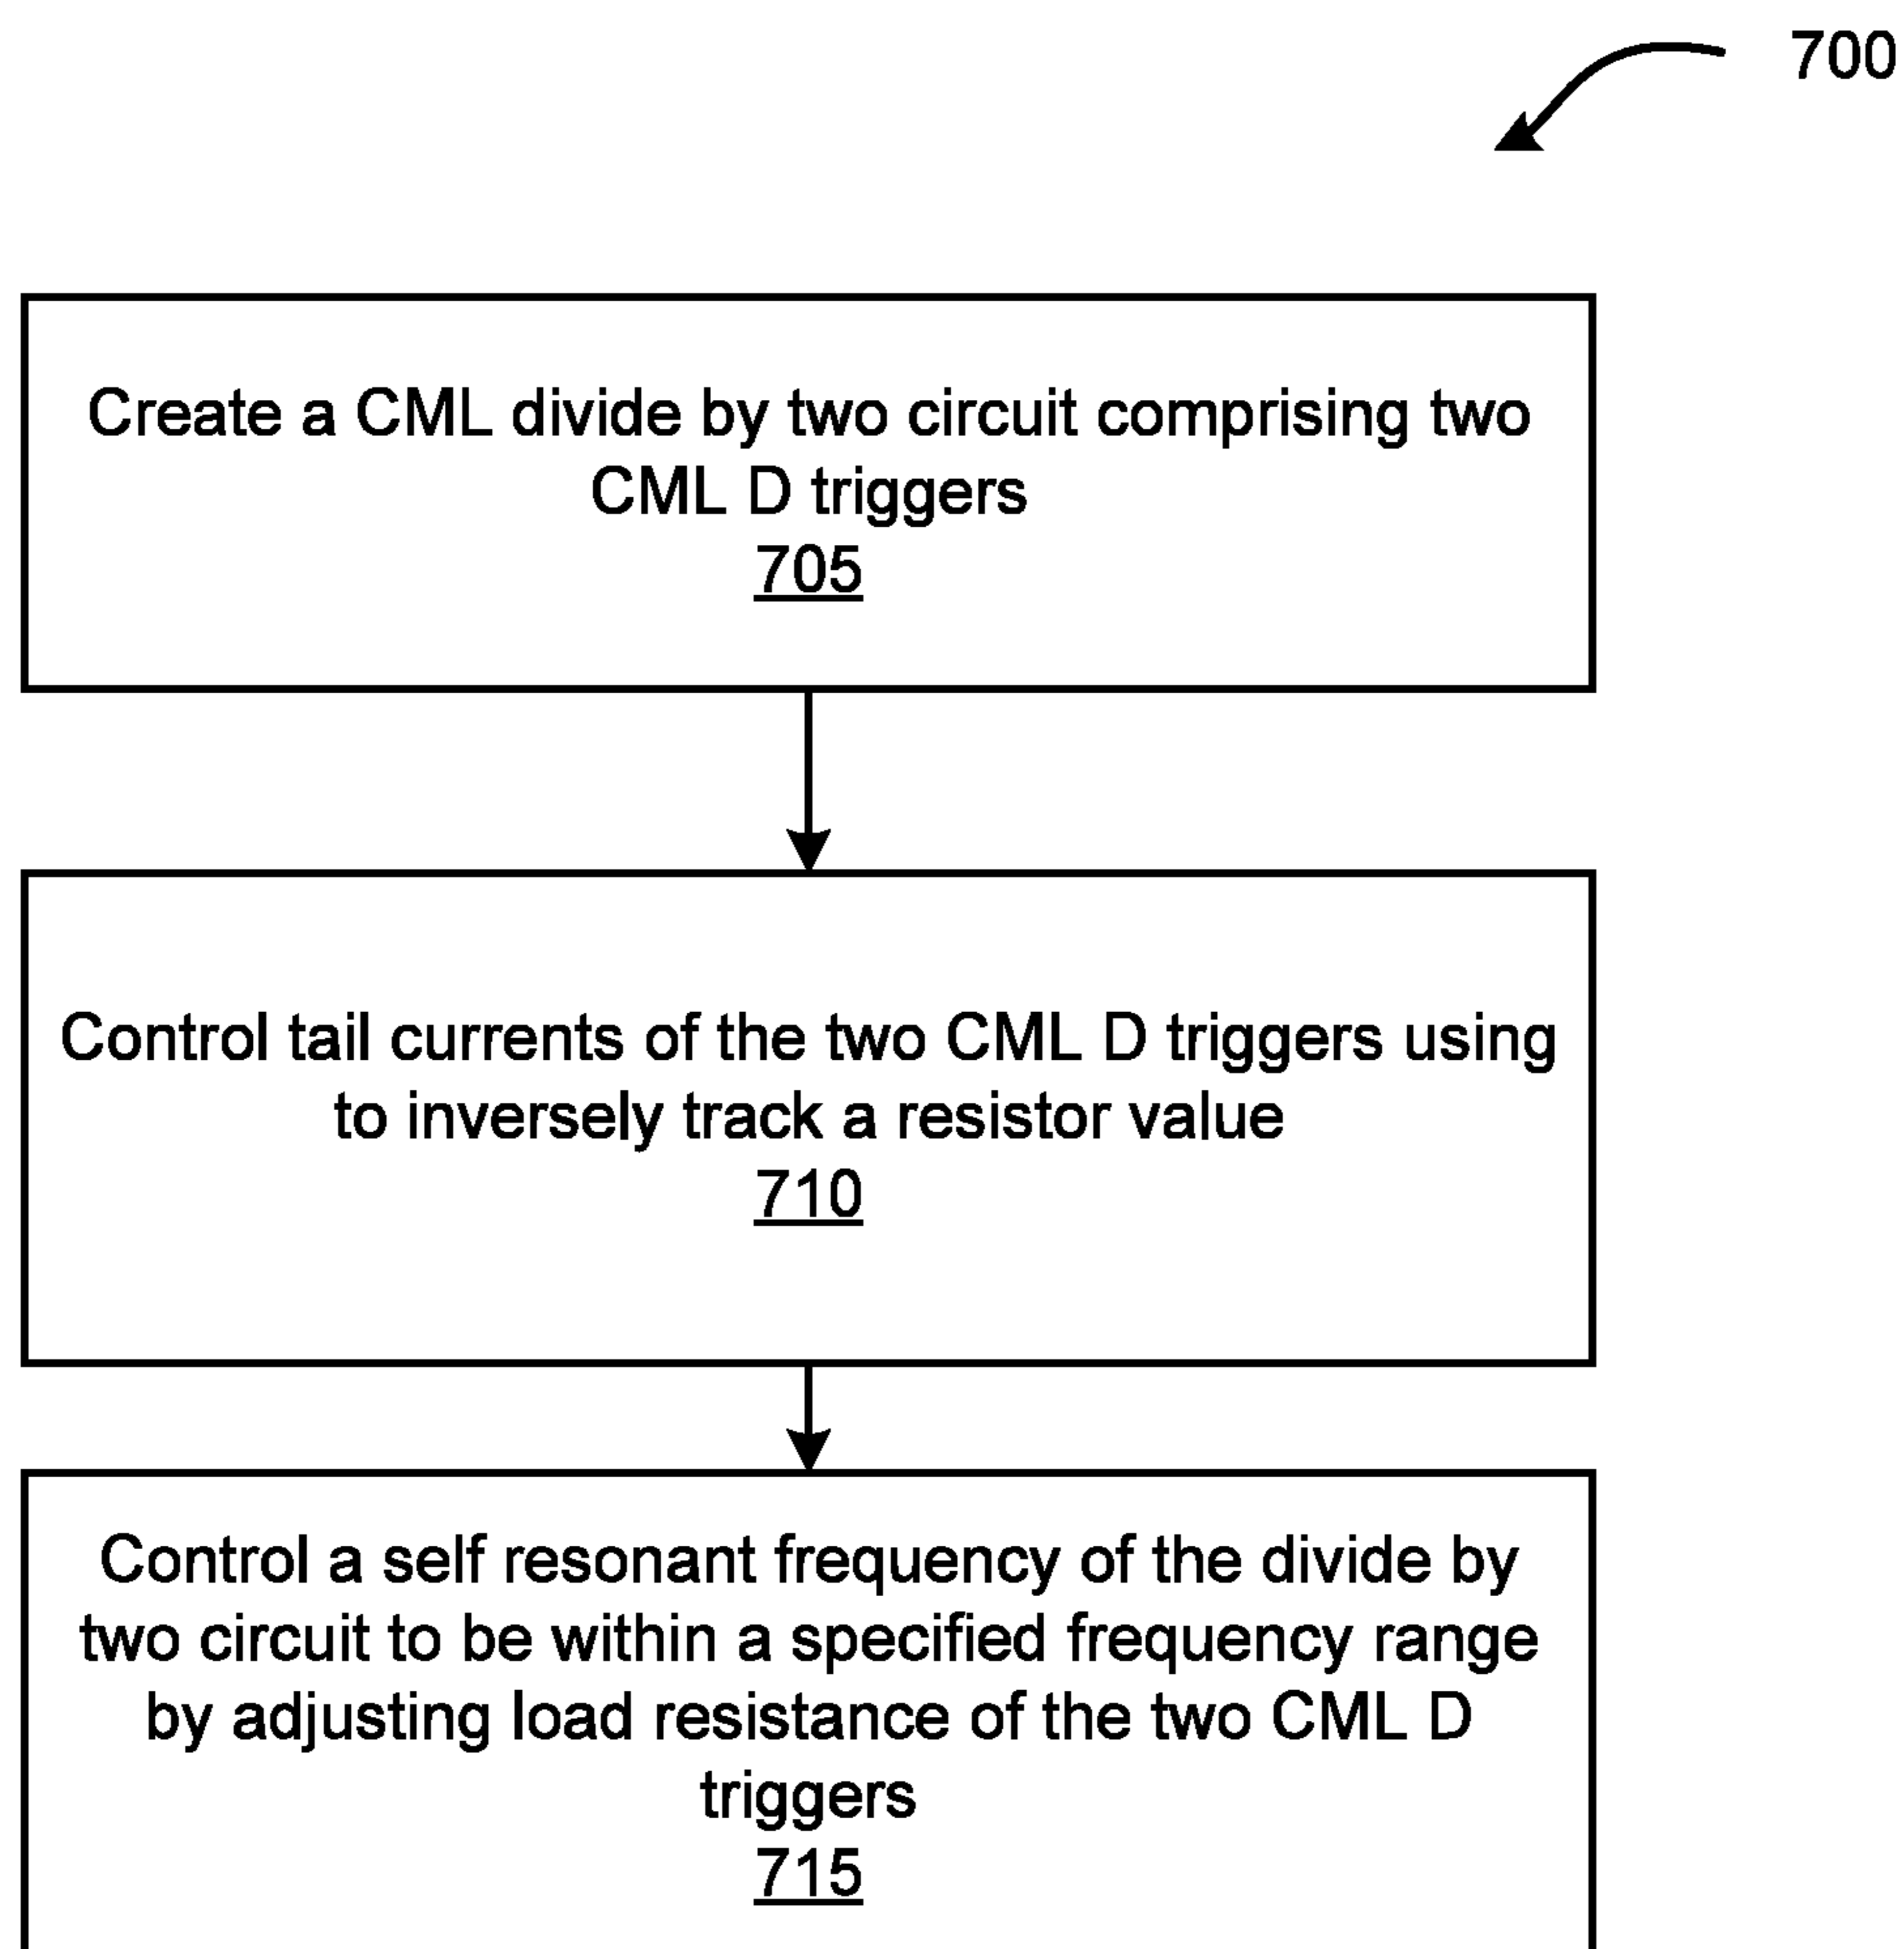 700
Create a CML divide by two circuit comprising two
CML D triggers
705
Control tail currents of the two CML D triggers using
to inversely track a resistor value
710
Control a self resonant frequency of the divide by
two circuit to be within a specified frequency range
by adjusting load resistance of the two CML D
triggers
715